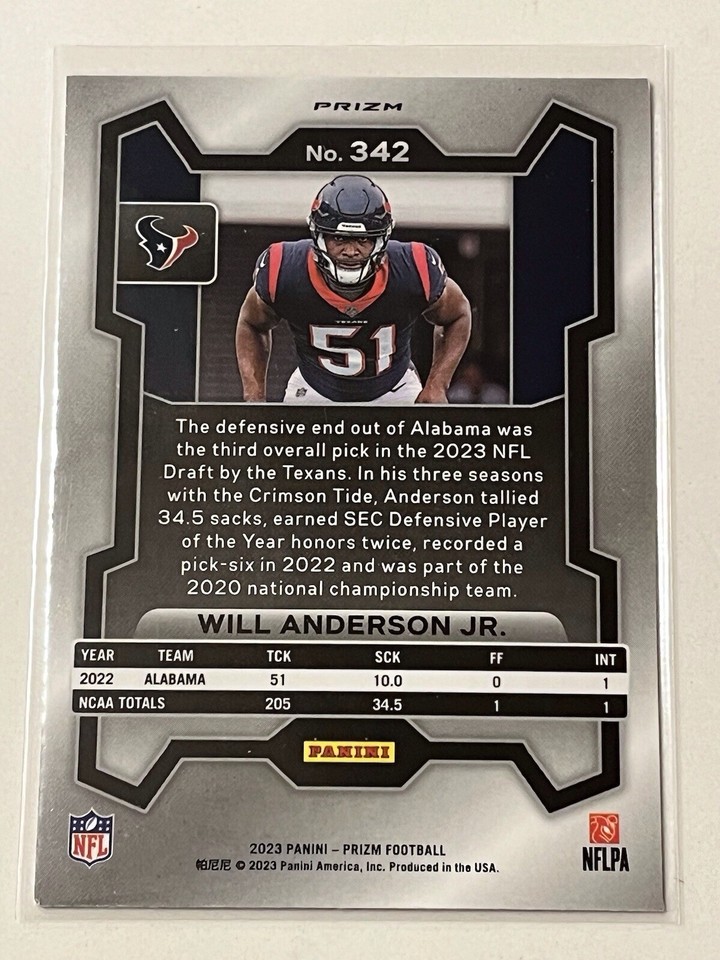 PRIZM
No. 342
TEXANS
51
The defensive end out of Alabama was
the third overall pick in the 2023 NFL
Draft by the Texans. In his three seasons
with the Crimson Tide, Anderson tallied
34.5 sacks, earned SEC Defensive Player
of the Year honors twice, recorded a
pick-six in 2022 and was part of the
2020 national championship team.
WILL ANDERSON JR.
YEAR TEAM TCK SCK FF INT
2022 ALABAMA 51 10.0 0 1
NCAA TOTALS 205 34.5 1 1
PANINI
NFL
NFLPA
2023 PANINI – PRIZM FOOTBALL
帕尼尼 © 2023 Panini America, Inc. Produced in the USA.